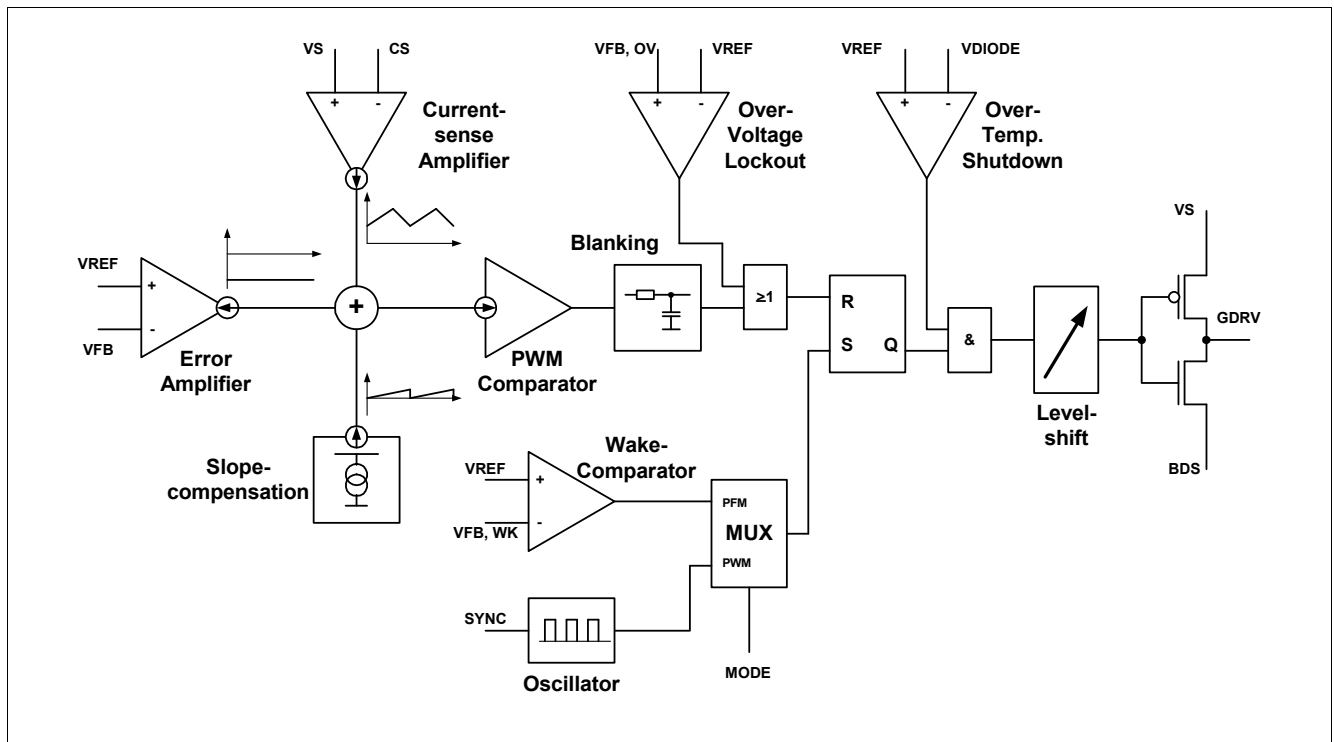 VS
CS
VFB, OV
VREF
VREF
VDIODE
+
-
+
-
+
-
Current-
sense
Amplifier
Over-
Voltage
Lockout
Over-
Temp.
Shutdown
VS
Blanking
VREF
+
+
≥1
R
GDRV
-
VFB
S
Q
&
Error
Amplifier
PWM
Comparator
Level-
shift
Wake-
Comparator
Slope-
compensation
VREF
+
BDS
PFM
VFB, WK
-
MUX
PWM
SYNC
MODE
Oscillator